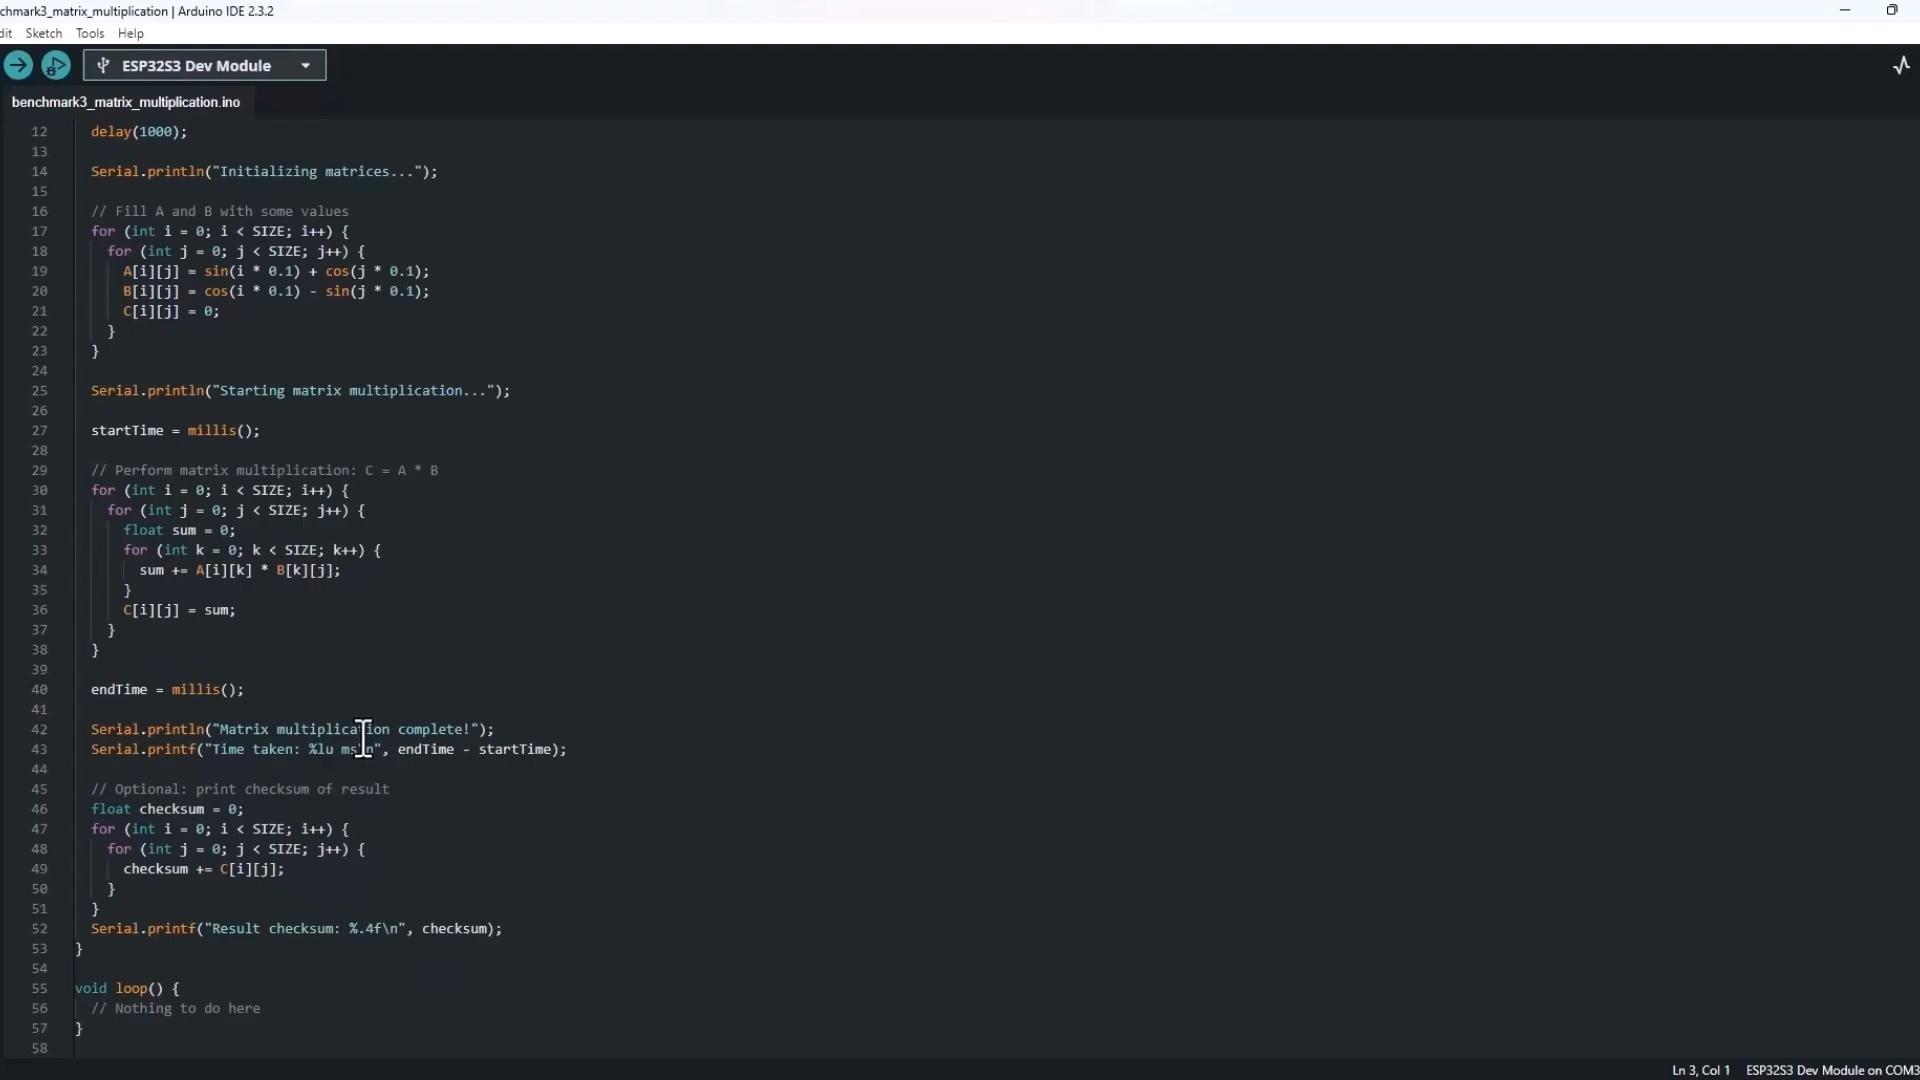 chmark3_matrix_multiplication | Arduino IDE 2.3.2
dit Sketch Tools Help
ESP32S3 Dev Module
benchmark3_matrix_multiplication.ino
12 delay(1000);
13
14 Serial.println("Initializing matrices...");
15
16 // Fill A and B with some values
17 for (int i = 0; i < SIZE; i++) {
18 for (int j = 0; j < SIZE; j++) {
19 A[i][j] = sin(i * 0.1) + cos(j * 0.1);
20 B[i][j] = cos(i * 0.1) - sin(j * 0.1);
21 C[i][j] = 0;
22 }
23 }
24
25 Serial.println("Starting matrix multiplication...");
26
27 startTime = millis();
28
29 // Perform matrix multiplication: C = A * B
30 for (int i = 0; i < SIZE; i++) {
31 for (int j = 0; j < SIZE; j++) {
32 float sum = 0;
33 for (int k = 0; k < SIZE; k++) {
34 sum += A[i][k] * B[k][j];
35 }
36 C[i][j] = sum;
37 }
38 }
39
40 endTime = millis();
41
42 Serial.println("Matrix multiplication complete!");
43 Serial.printf("Time taken: %lu ms\n", endTime - startTime);
44
45 // Optional: print checksum of result
46 float checksum = 0;
47 for (int i = 0; i < SIZE; i++) {
48 for (int j = 0; j < SIZE; j++) {
49 checksum += C[i][j];
50 }
51 }
52 Serial.printf("Result checksum: %.4f\n", checksum);
53 }
54
55 void loop() {
56 // Nothing to do here
57 }
58
Ln 3, Col 1 ESP32S3 Dev Module on COM3